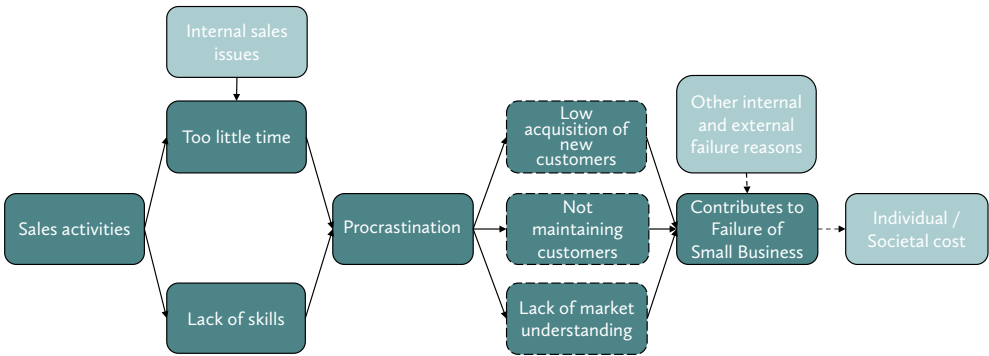 Internal sales
issues
Too little time
Sales activities
Lack of skills
Procrastination
Low
acquisition of
new
customers
Not
maintaining
customers
Lack of market
understanding
Other internal
and external
failure reasons
Contributes to
Failure of
Small Business
Individual /
Societal cost